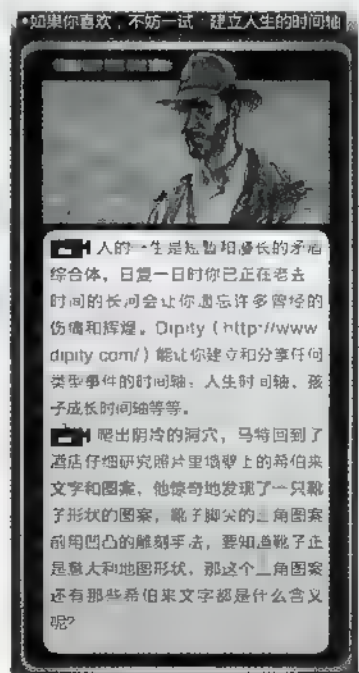 •如果你喜欢，不妨一试 建立人生的时间轴
人的一生是短暂和漫长的矛盾
综合体，日复一日时你已正在老去
时间的长河会让你遗忘许多曾经的
伤痛和辉煌。Dipity（http://www
dipity com/）能让你建立和分享任何
类型事件的时间轴：人生时间轴、孩
子成长时间轴等等。
爬出阴冷的洞穴，马特回到了
酒店仔细研究照片里墙壁上的希伯来
文字和图案，他惊奇地发现了一只靴
子形状的图案，靴子脚尖的三角图案
前用凹凸的雕刻手法，要知道靴子正
是意大利地图形状，那这个三角图案
还有那些希伯来文字都是什么含义
呢?